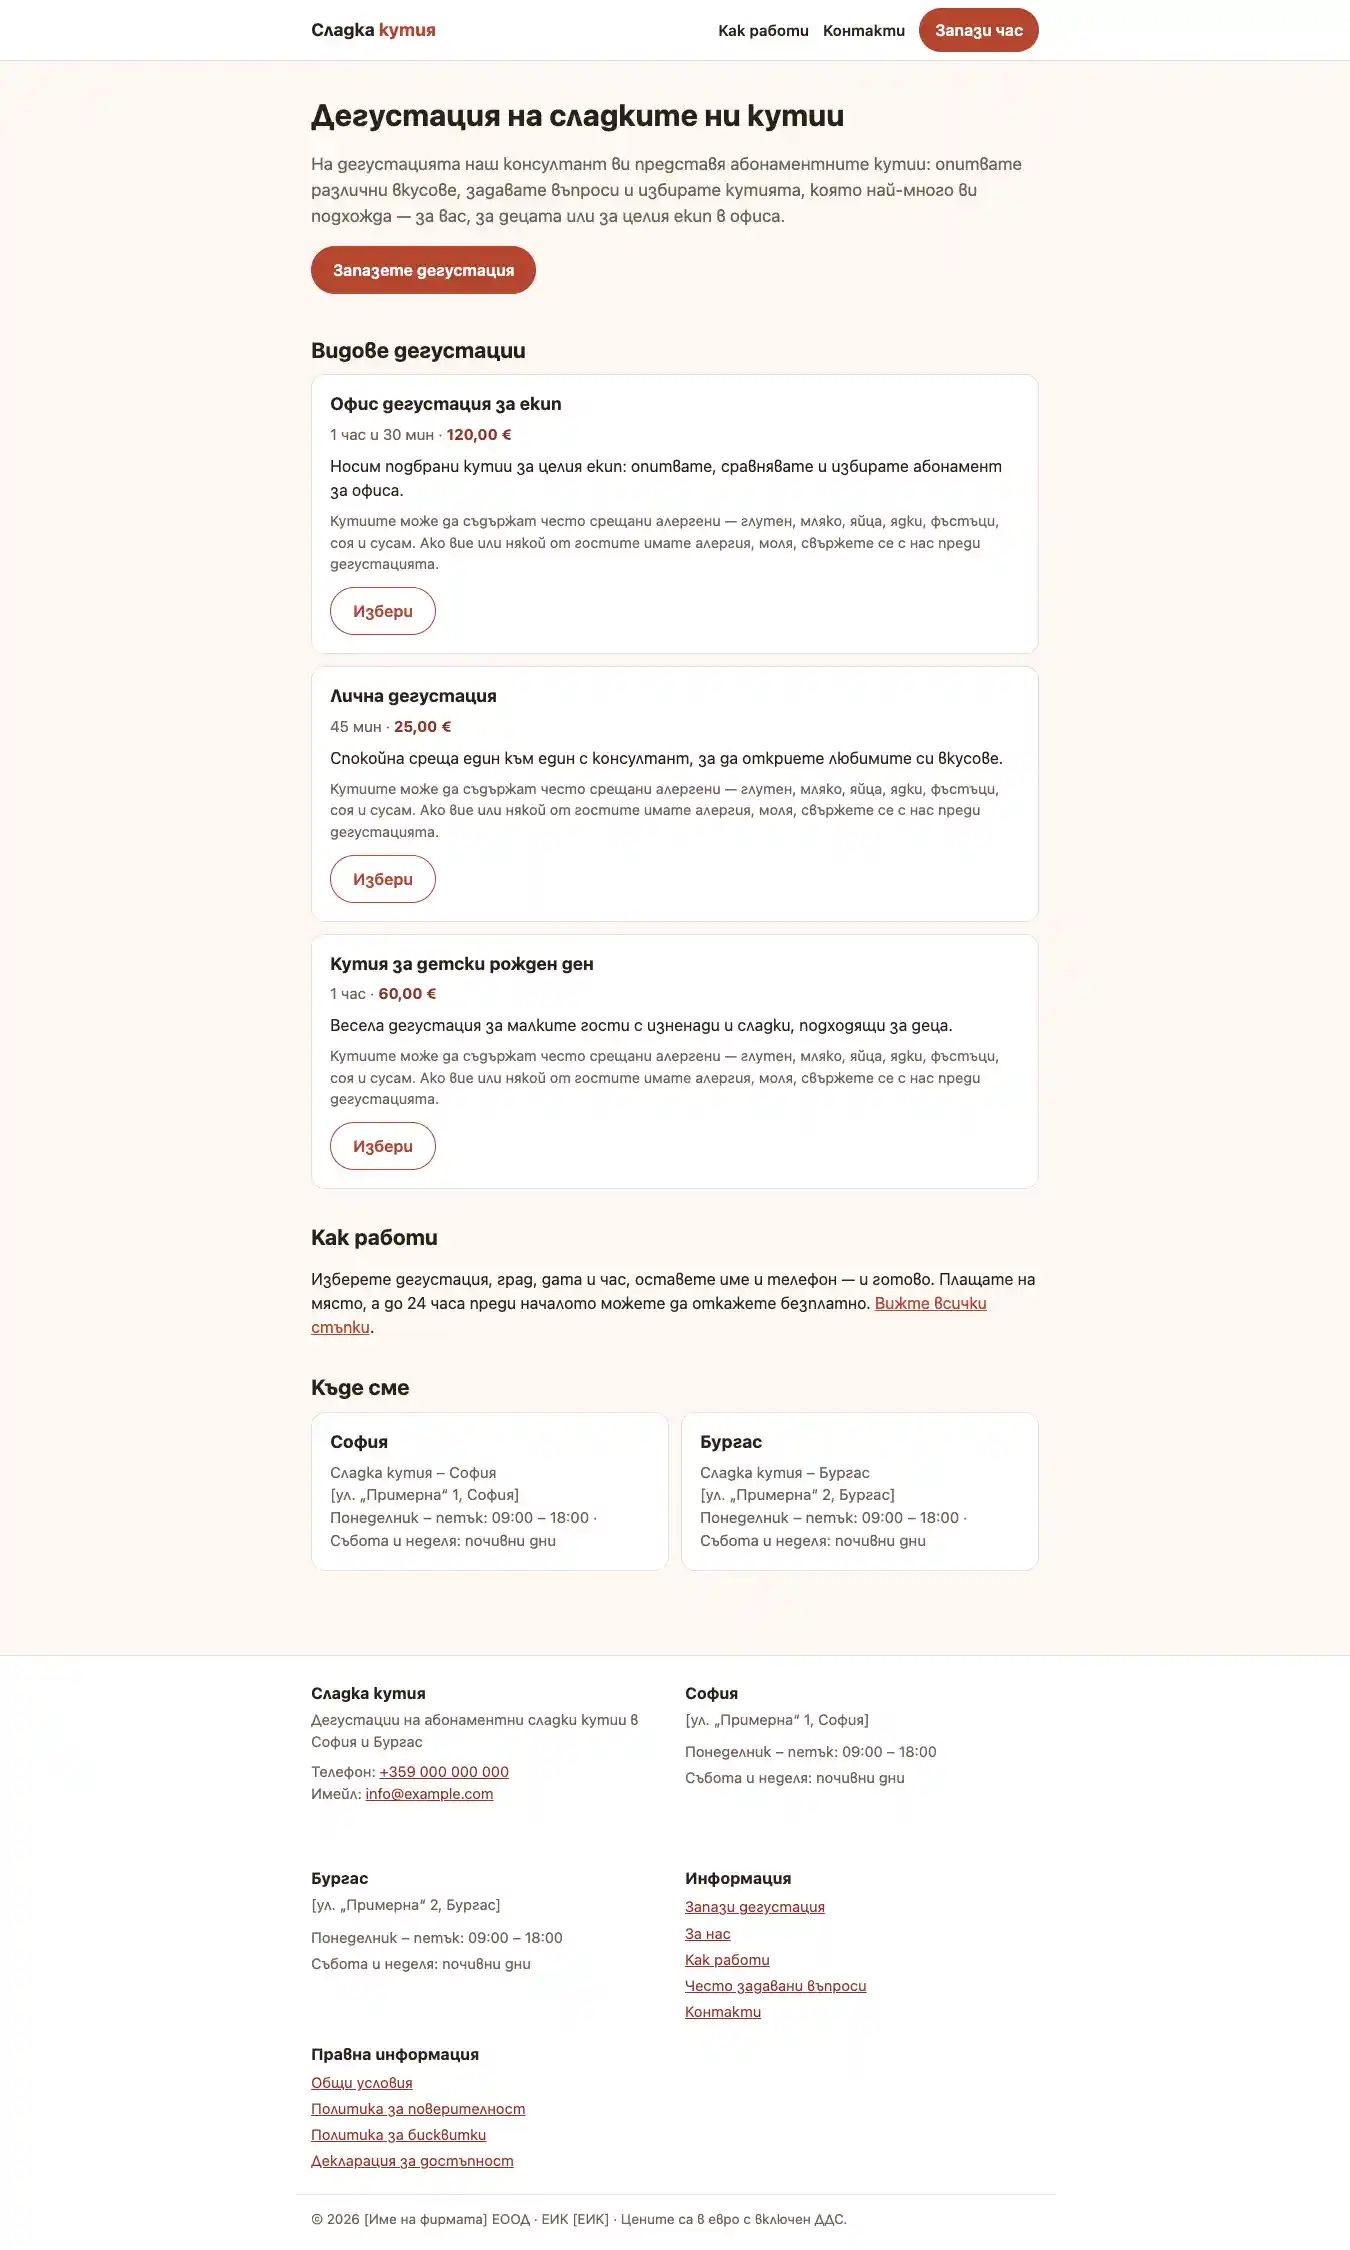 Сладка кутия
Как работи Контакти Запази час
Дегустация на сладките ни кутии
На дегустацията наш консултант ви представя абонаментните кутии: опитвате
различни вкусове, задавате въпроси и избирате кутията, която най-много ви
подхожда — за вас, за децата или за целия екип в офиса.
Запазете дегустация
Видове дегустации
Офис дегустация за екип
1 час и 30 мин · 120,00 €
Носим подбрани кутии за целия екип: опитвате, сравнявате и избирате абонамент
за офиса.
Кутиите може да съдържат често срещани алергени — глутен, мляко, яйца, ядки, фъстъци,
соя и сусам. Ако вие или някой от гостите имате алергия, моля, свържете се с нас преди
дегустацията.
Избери
Лична дегустация
45 мин · 25,00 €
Спокойна среща един към един с консултант, за да откриете любимите си вкусове.
Кутиите може да съдържат често срещани алергени — глутен, мляко, яйца, ядки, фъстъци,
соя и сусам. Ако вие или някой от гостите имате алергия, моля, свържете се с нас преди
дегустацията.
Избери
Кутия за детски рожден ден
1 час · 60,00 €
Весела дегустация за малките гости с изненади и сладки, подходящи за деца.
Кутиите може да съдържат често срещани алергени — глутен, мляко, яйца, ядки, фъстъци,
соя и сусам. Ако вие или някой от гостите имате алергия, моля, свържете се с нас преди
дегустацията.
Избери
Как работи
Изберете дегустация, град, дата и час, оставете име и телефон — и готово. Плащате на
място, а до 24 часа преди началото можете да откажете безплатно. Вижте всички
стъпки.
Къде сме
София
Сладка кутия – София
[ул. „Примерна“ 1, София]
Понеделник – петък: 09:00 – 18:00 ·
Събота и неделя: почивни дни
Бургас
Сладка кутия – Бургас
[ул. „Примерна“ 2, Бургас]
Понеделник – петък: 09:00 – 18:00 ·
Събота и неделя: почивни дни
Сладка кутия
Дегустации на абонаментни сладки кутии в
София и Бургас
Телефон: +359 000 000 000
Имейл: info@example.com
София
[ул. „Примерна“ 1, София]
Понеделник – петък: 09:00 – 18:00
Събота и неделя: почивни дни
Бургас
[ул. „Примерна“ 2, Бургас]
Понеделник – петък: 09:00 – 18:00
Събота и неделя: почивни дни
Информация
Запази дегустация
За нас
Как работи
Често задавани въпроси
Контакти
Правна информация
Общи условия
Политика за поверителност
Политика за бисквитки
Декларация за достъпност
© 2026 [Име на фирмата] ЕООД · ЕИК [ЕИК] · Цените са в евро с включен ДДС.